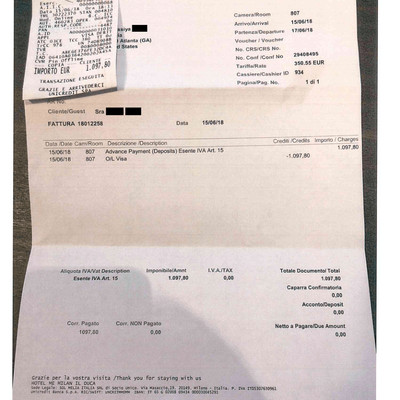 IMPORTO EUR 1.097,80
TRANSAZIONE ESEGUITA
GRAZIE E ARRIVEDERCI
UNICREDIT
Atlanta (GA)
d States
Camera/Room 807
Arrivo/Arrival 15/06/18
Partenza/Departure 17/06/18
Voucher / Voucher
No. CRS/CRS No.
No. Conf /Conf No 29408495
Tariffa/Rate 350.55 EUR
Cassiere/Cashier ID 934
Pagina/Pag. No. 1 di 1
Cliente/Guest Sra
FATTURA 18012258 Data 15/06/18
Data /Date Cam/Room Descrizione /Description Crediti /Credits Importo / Charges
15/06/18 807 Advance Payment (Deposits) Esente IVA Art. 15 1.097,80
15/06/18 807 O/L Visa -1.097,80
Aliquota IVA/Vat Description Imponibile/Amnt I.V.A./TAX Totale Documento/Total
Esente IVA Art. 15 1.097,80 0,00 1.097,80
Caparra Confirmatoria
0,00
Acconto/Deposit
0,00
Corr. Pagato Corr. NON Pagato Netto a Pagare/Due Amount
1097,80 0,00 0,00
Grazie per la vostra visita /Thank you for staying with us
HOTEL ME MILAN IL DUCA